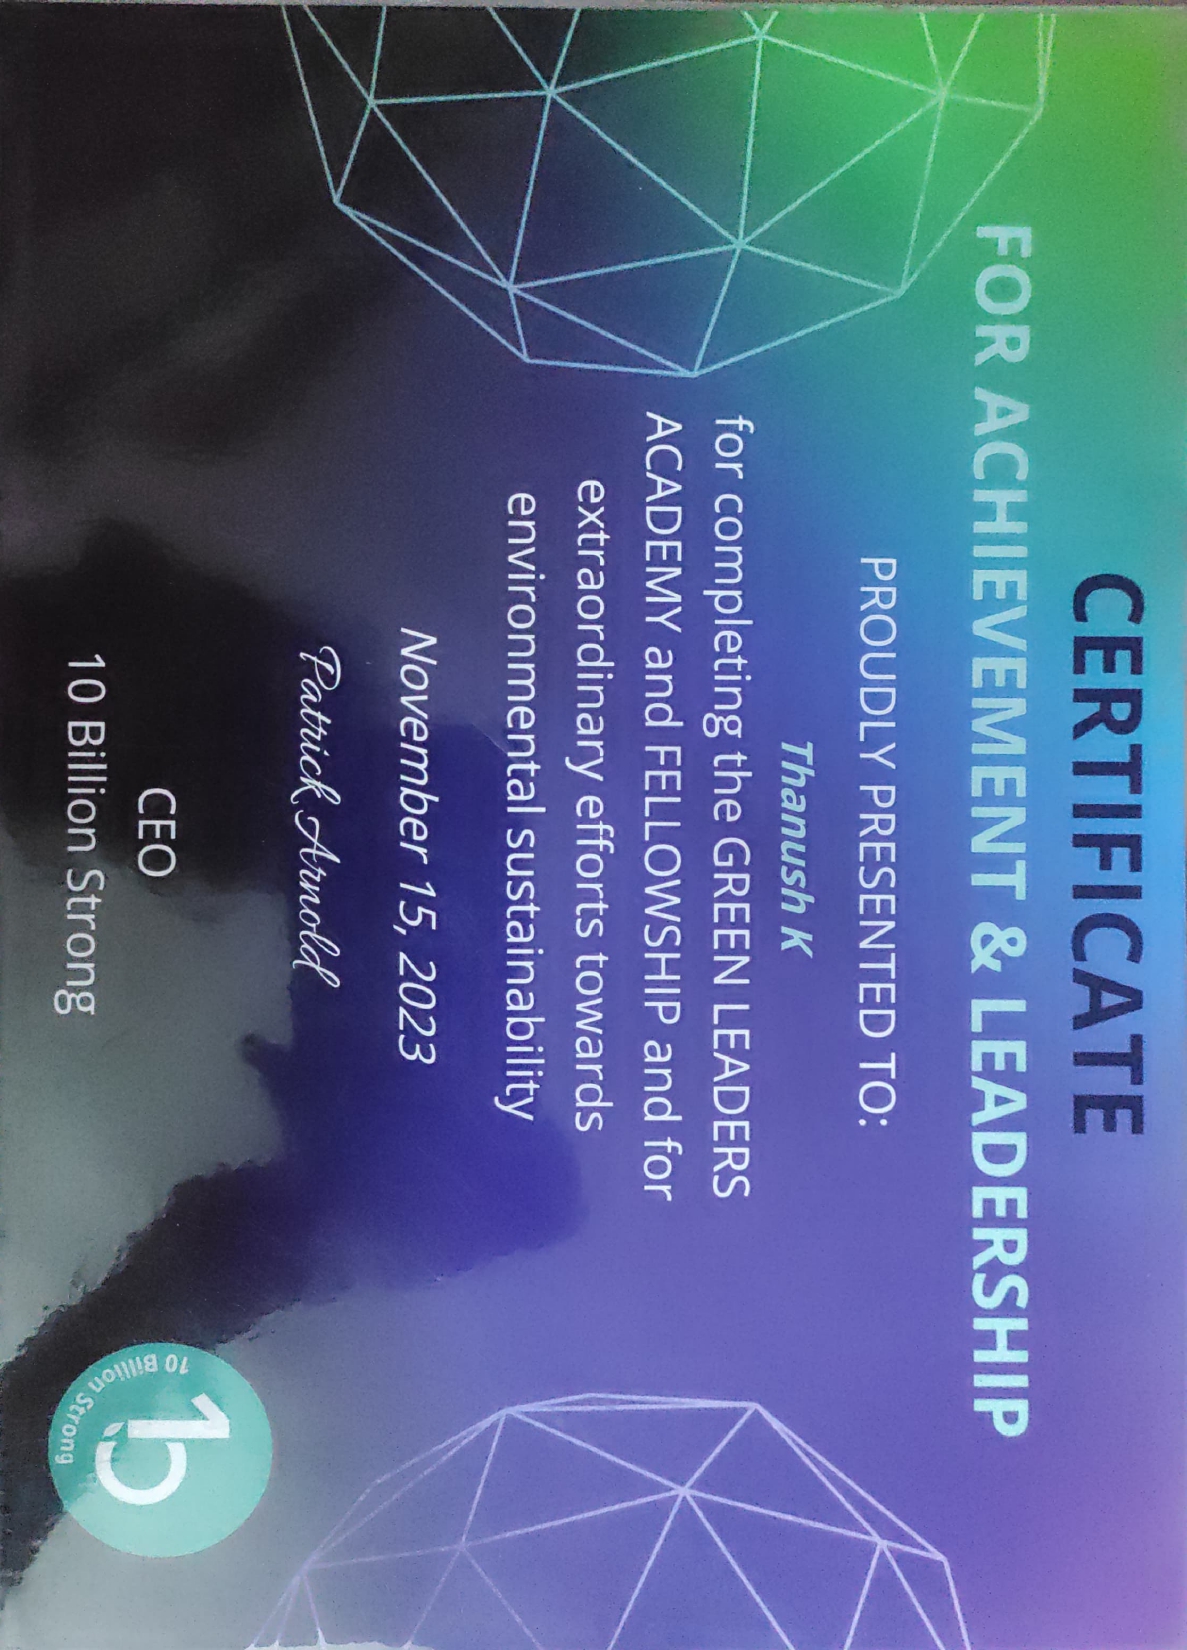 CERTIFICATE
FOR ACHIEVEMENT & LEADERSHIP
PROUDLY PRESENTED TO:
Thanush K
for completing the GREEN LEADERS
ACADEMY and FELLOWSHIP and for
extraordinary efforts towards
environmental sustainability
November 15, 2023
Patrick Arnold
CEO
10 Billion Strong
1b
10 Billion Strong